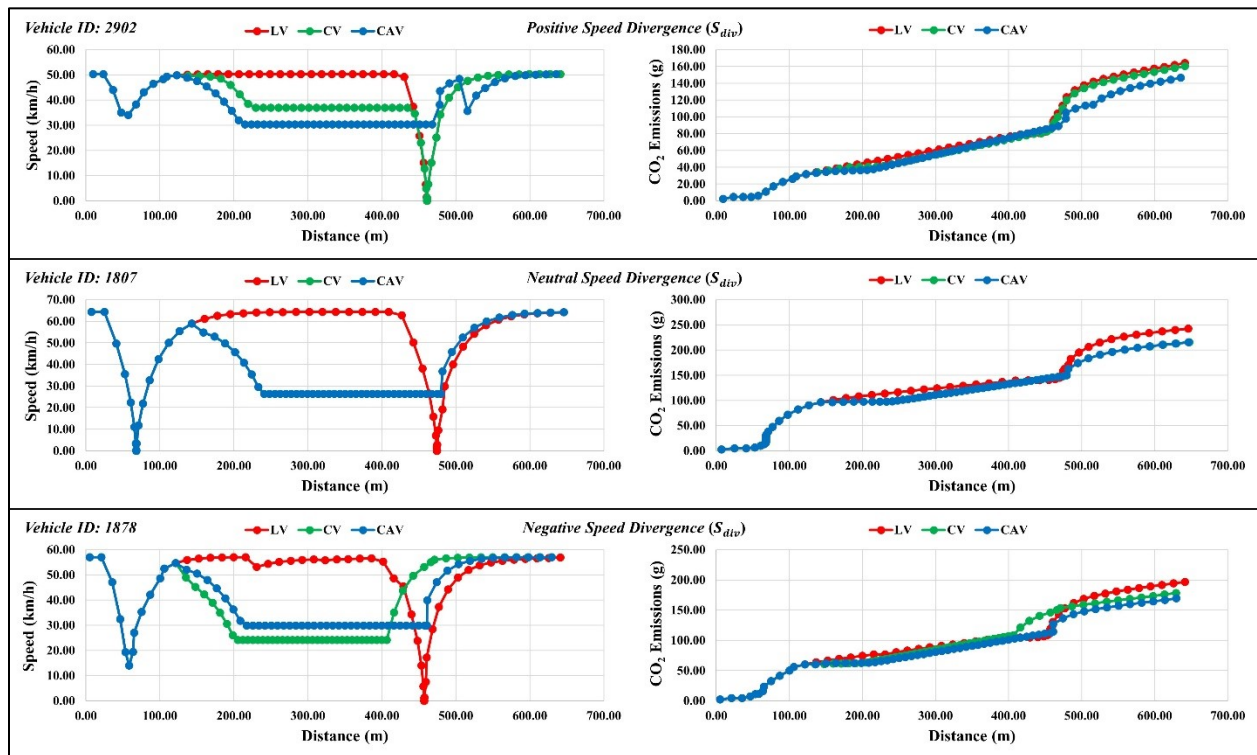 Vehicle ID: 2902
LV CV CAV
Positive Speed Divergence (S_div)
LV CV CAV
Speed (km/h)
60.00
50.00
40.00
30.00
20.00
10.00
0.00
0.00 100.00 200.00 300.00 400.00 500.00 600.00 700.00
Distance (m)
CO₂ Emissions (g)
180.00
160.00
140.00
120.00
100.00
80.00
60.00
40.00
20.00
0.00
0.00 100.00 200.00 300.00 400.00 500.00 600.00 700.00
Distance (m)
Vehicle ID: 1807
LV CV CAV
Neutral Speed Divergence (S_div)
LV CV CAV
Speed (km/h)
70.00
60.00
50.00
40.00
30.00
20.00
10.00
0.00
0.00 100.00 200.00 300.00 400.00 500.00 600.00 700.00
Distance (m)
CO₂ Emissions (g)
300.00
250.00
200.00
150.00
100.00
50.00
0.00
0.00 100.00 200.00 300.00 400.00 500.00 600.00 700.00
Distance (m)
Vehicle ID: 1878
LV CV CAV
Negative Speed Divergence (S_div)
LV CV CAV
Speed (km/h)
60.00
50.00
40.00
30.00
20.00
10.00
0.00
0.00 100.00 200.00 300.00 400.00 500.00 600.00 700.00
Distance (m)
CO₂ Emissions (g)
250.00
200.00
150.00
100.00
50.00
0.00
0.00 100.00 200.00 300.00 400.00 500.00 600.00 700.00
Distance (m)